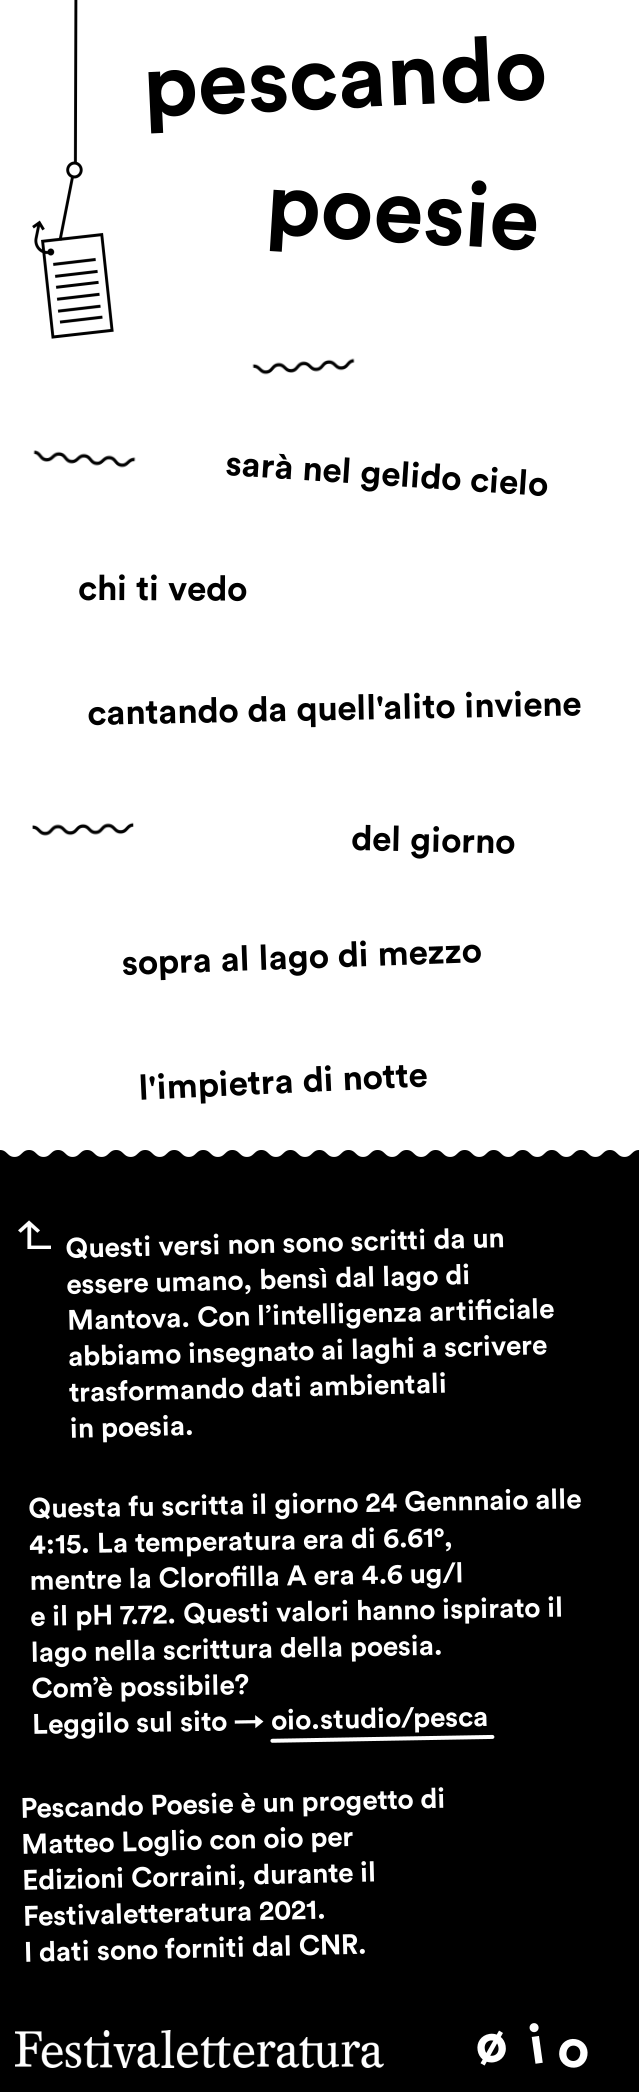 pescando
poesie
sarà nel gelido cielo
chi ti vedo
cantando da quell'alito inviene
del giorno
sopra al lago di mezzo
l'impietra di notte
Questi versi non sono scritti da un
essere umano, bensì dal lago di
Mantova. Con l’intelligenza artificiale
abbiamo insegnato ai laghi a scrivere
trasformando dati ambientali
in poesia.
Questa fu scritta il giorno 24 Gennnaio alle
4:15. La temperatura era di 6.61°,
mentre la Clorofilla A era 4.6 ug/l
e il pH 7.72. Questi valori hanno ispirato il
lago nella scrittura della poesia.
Com’è possibile?
Leggilo sul sito → oio.studio/pesca
Pescando Poesie è un progetto di
Matteo Loglio con oio per
Edizioni Corraini, durante il
Festivaletteratura 2021.
I dati sono forniti dal CNR.
Festivaletteratura øio